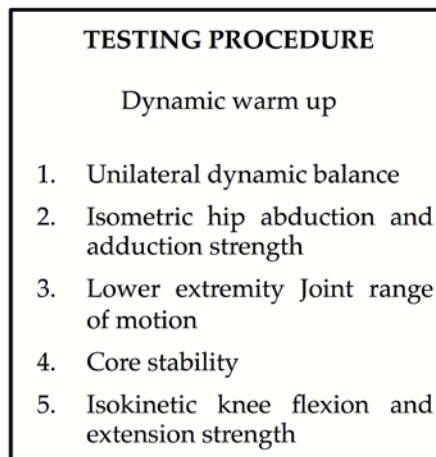 TESTING PROCEDURE
Dynamic warm up
1. Unilateral dynamic balance
2. Isometric hip abduction and
adduction strength
3. Lower extremity Joint range
of motion
4. Core stability
5. Isokinetic knee flexion and
extension strength